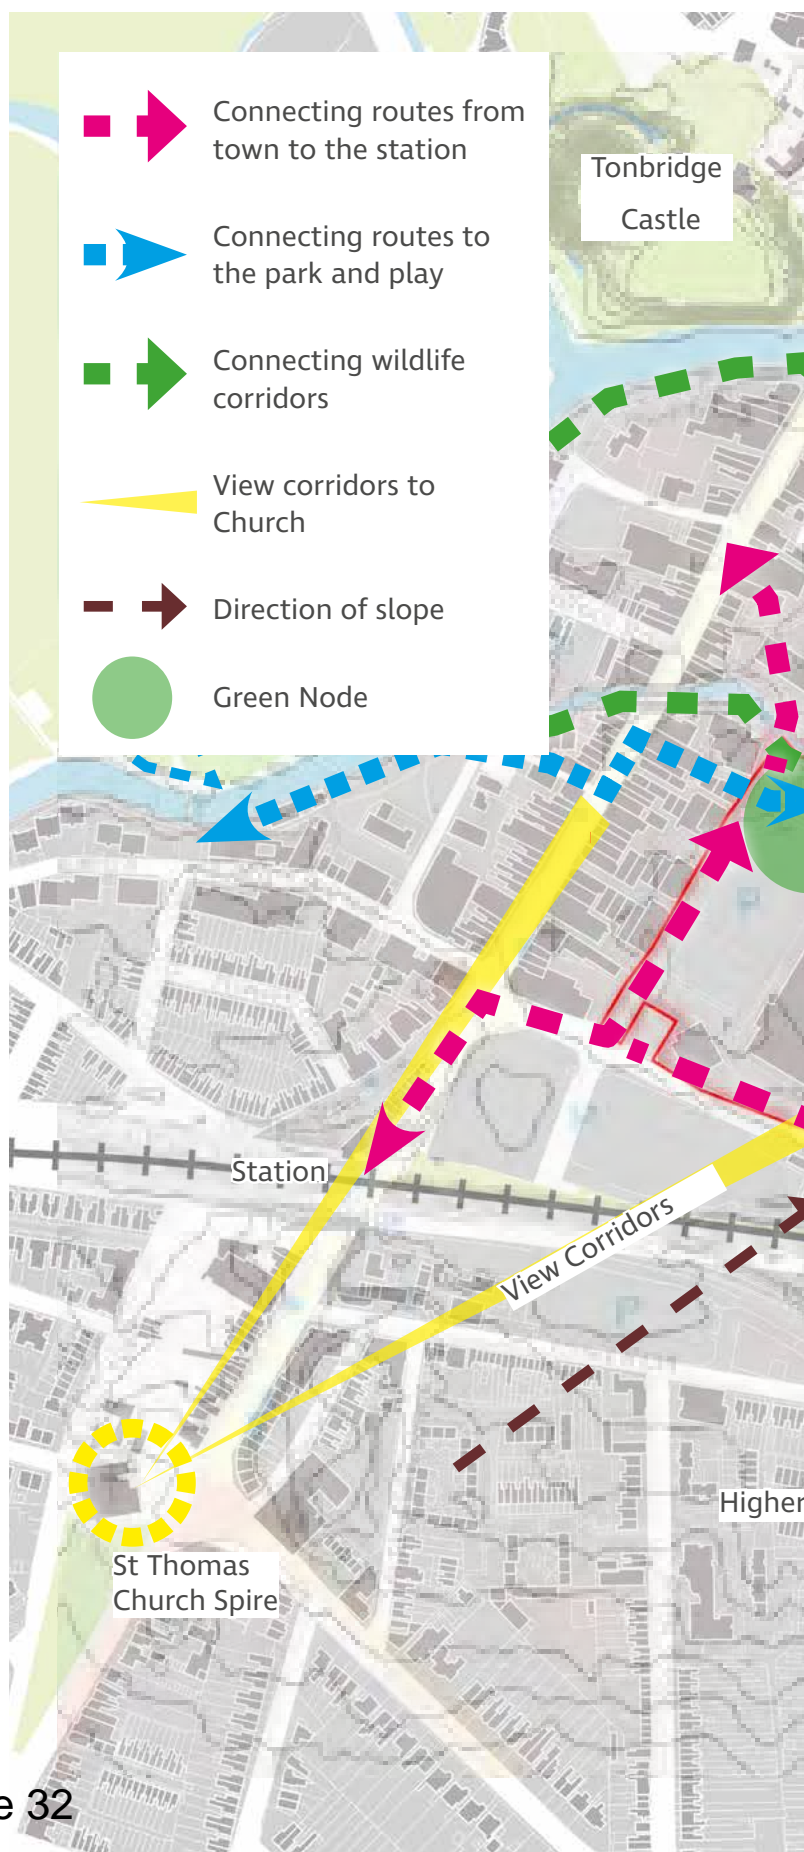 Connecting routes from
town to the station
Tonbridge
Castle
Connecting routes to
the park and play
Connecting wildlife
corridors
View corridors to
Church
Direction of slope
Green Node
Station
View Corridors
Higher
St Thomas
Church Spire
e 32